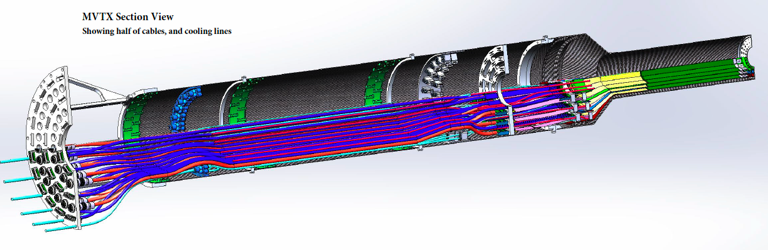 MVTX Section View
Showing half of cables, and cooling lines